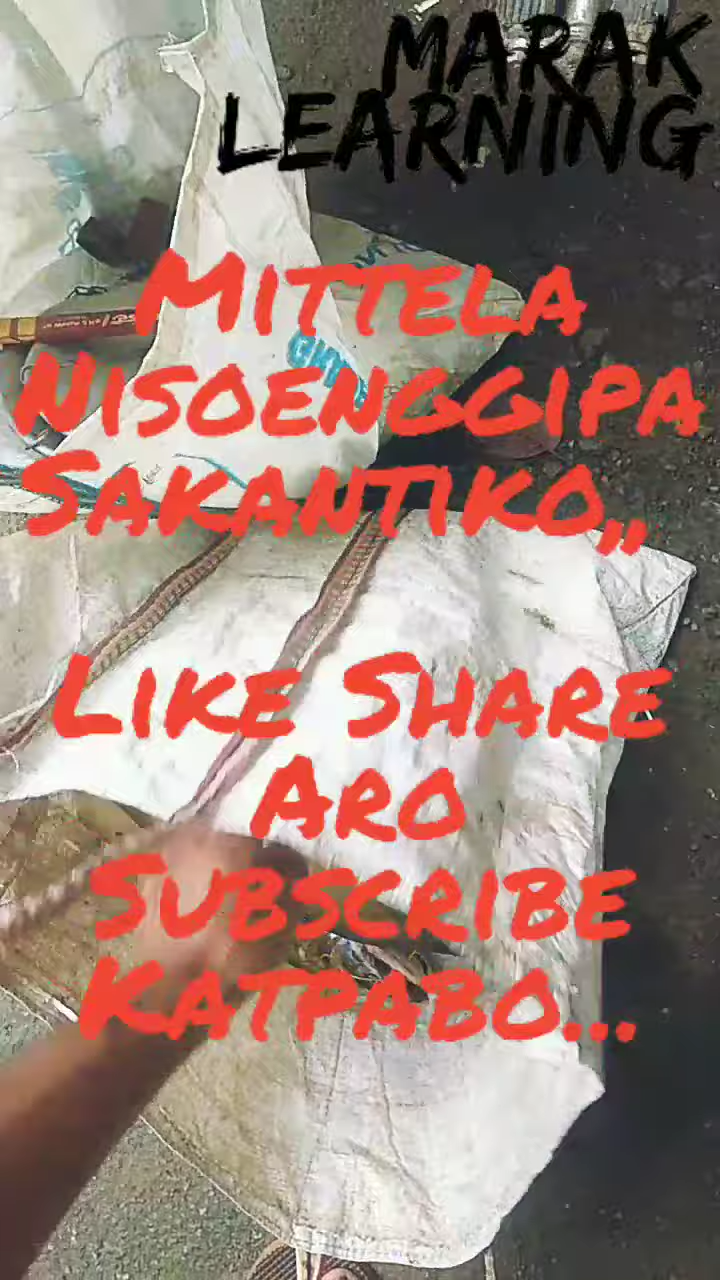 MARAK
LEARNING
MITTELA
NISOENGGIPA
SAKANTIKO,,
LIKE SHARE
ARO
SUBSCRIBE
KATPABO...